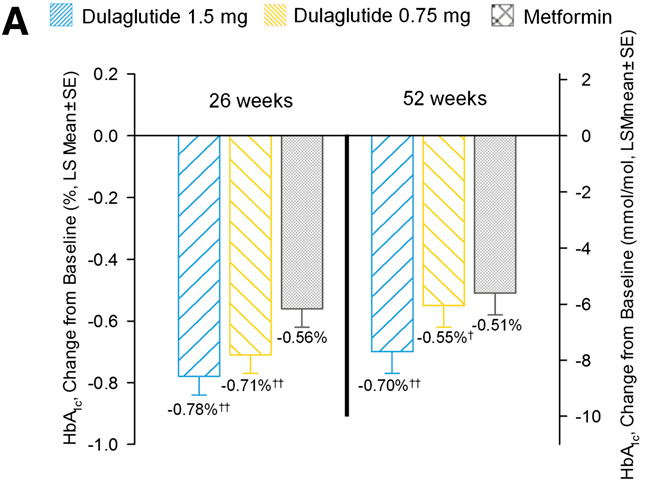 A
Dulaglutide 1.5 mg
Dulaglutide 0.75 mg
Metformin
HbA1c, Change from Baseline (%, LS Mean±SE)
0.2
0.0
-0.2
-0.4
-0.6
-0.8
-1.0
26 weeks
52 weeks
-0.78%††
-0.71%††
-0.56%
-0.70%††
-0.55%†
-0.51%
2
0
-2
-4
-6
-8
-10
HbA1c, Change from Baseline (mmol/mol, LSMmean±SE)